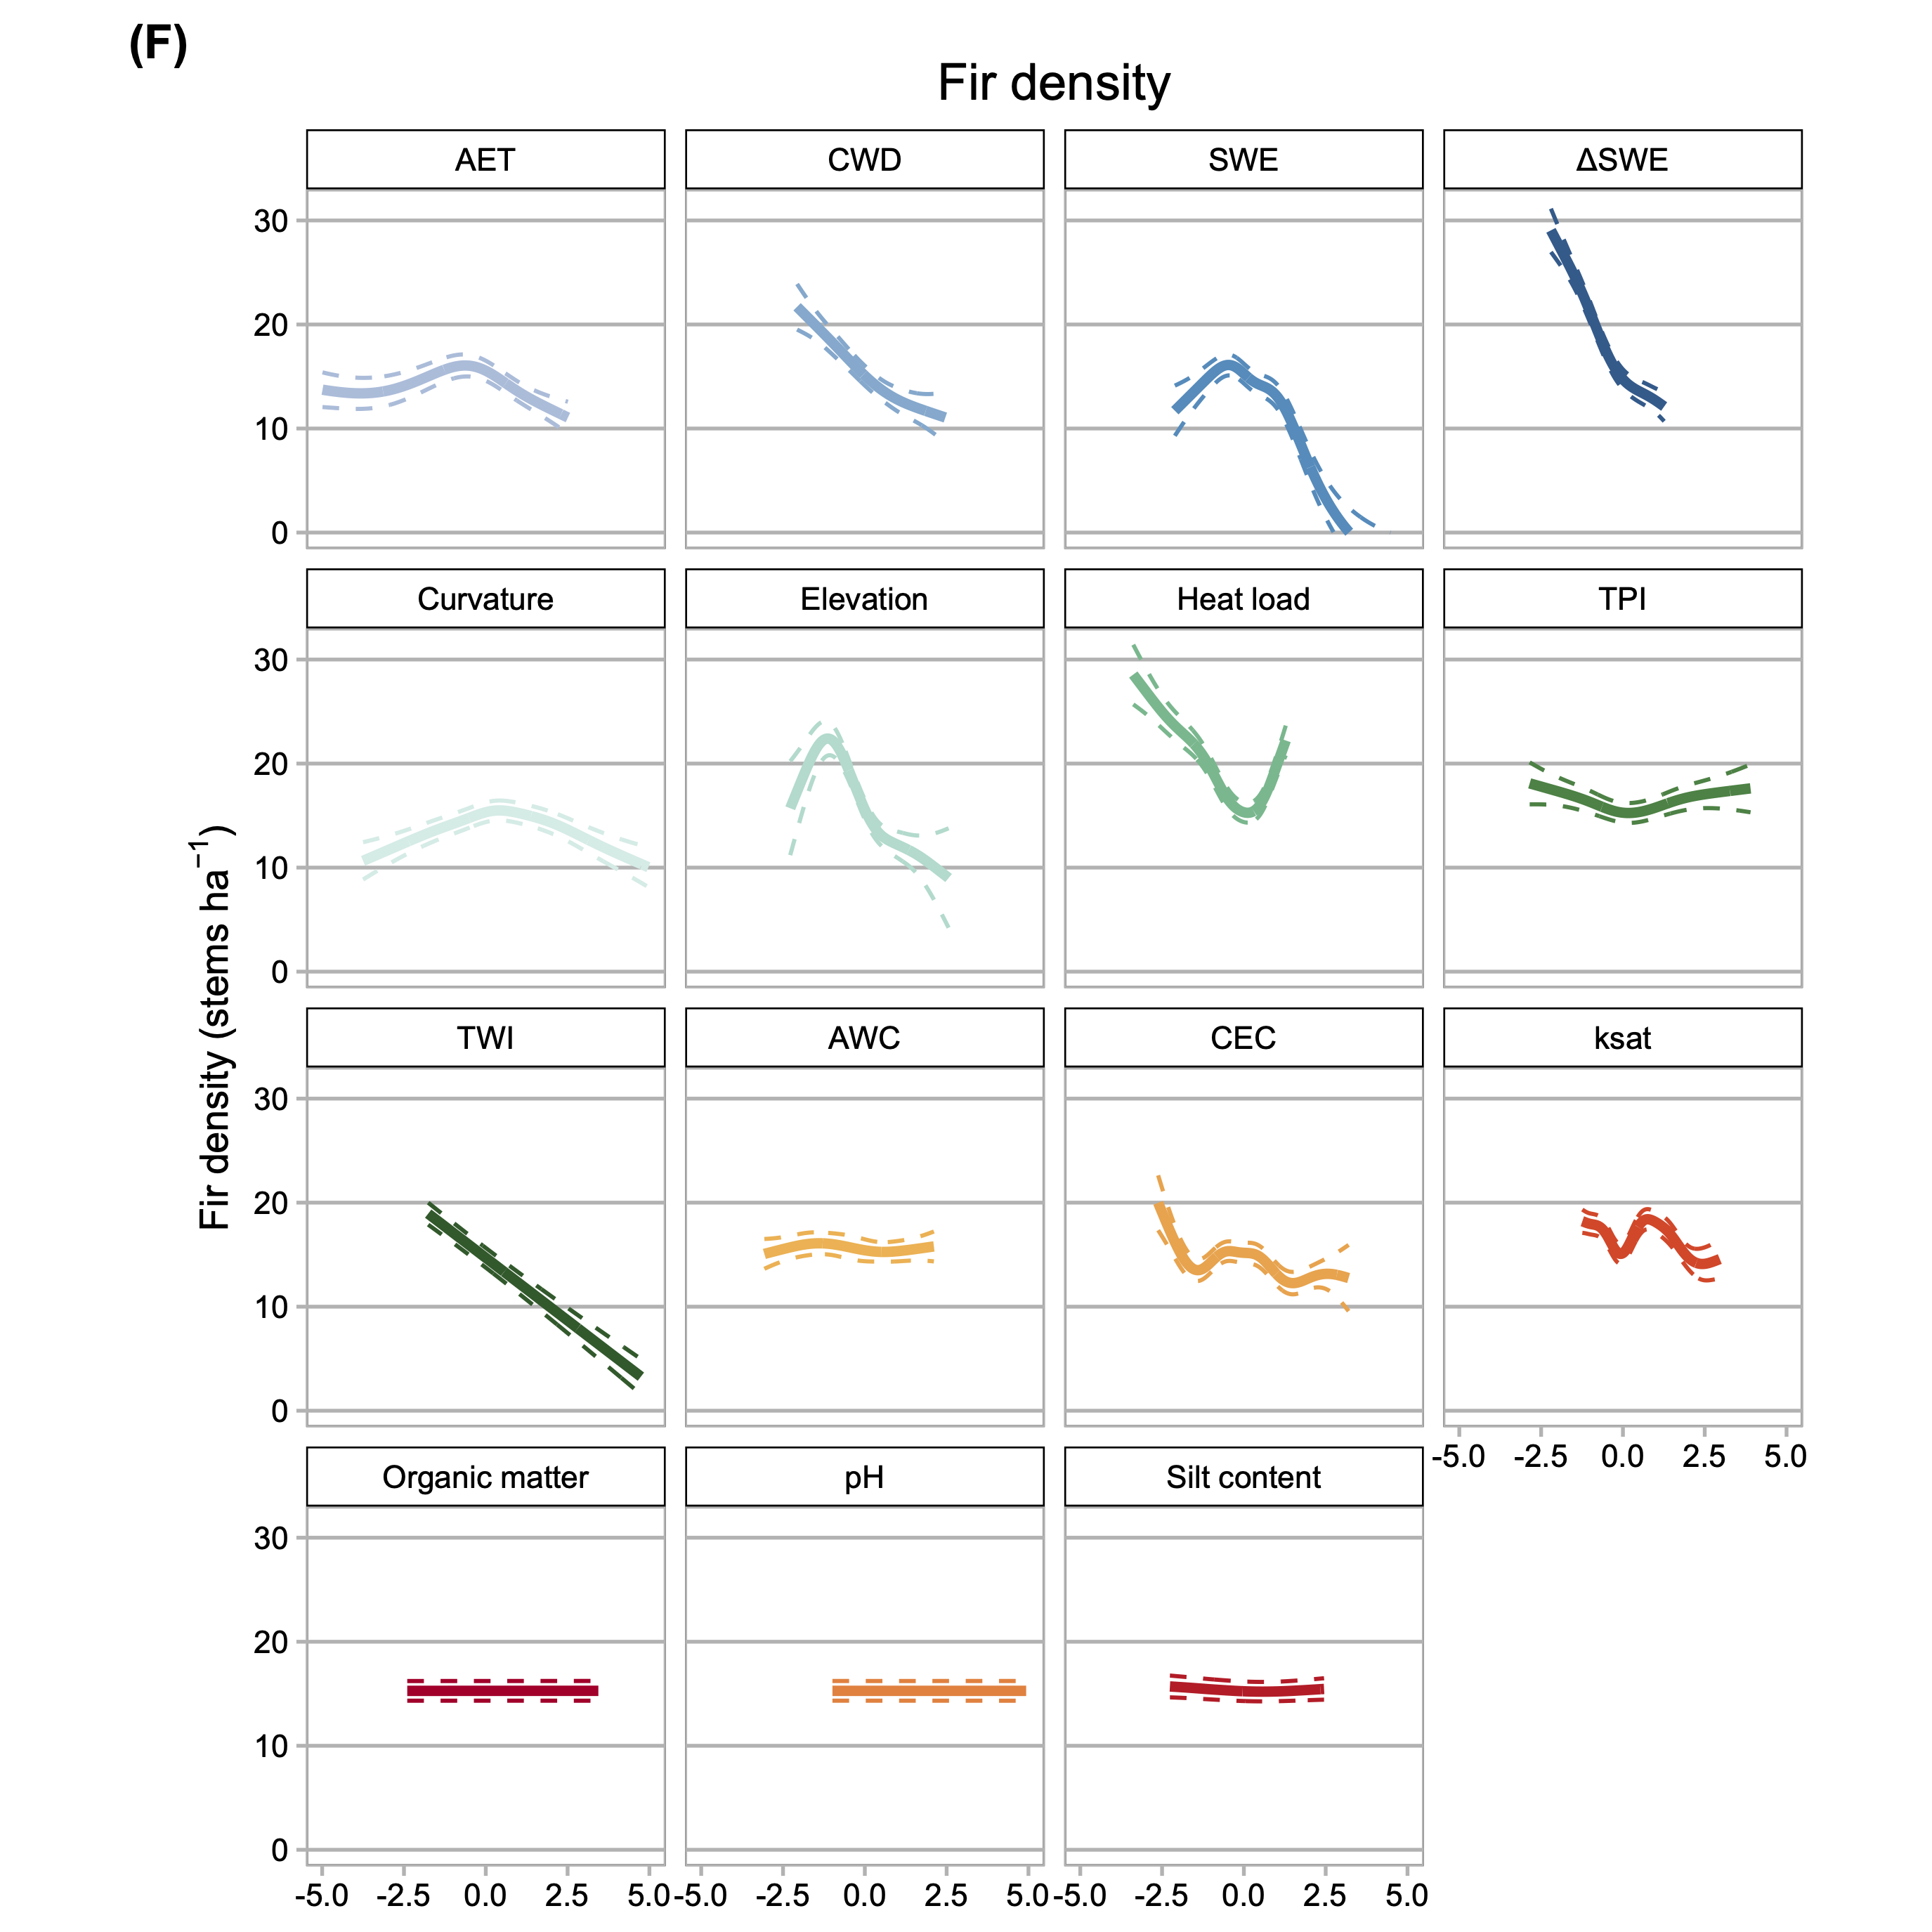 (F)
Fir density
AET CWD SWE ΔSWE
30
20
10
0
Curvature Elevation Heat load TPI
30
20
10
0
Fir density (stems ha⁻¹)
TWI AWC CEC ksat
30
20
10
0
-5.0 -2.5 0.0 2.5 5.0
Organic matter pH Silt content
30
20
10
0
-5.0 -2.5 0.0 2.5 5.0 -5.0 -2.5 0.0 2.5 5.0 -5.0 -2.5 0.0 2.5 5.0